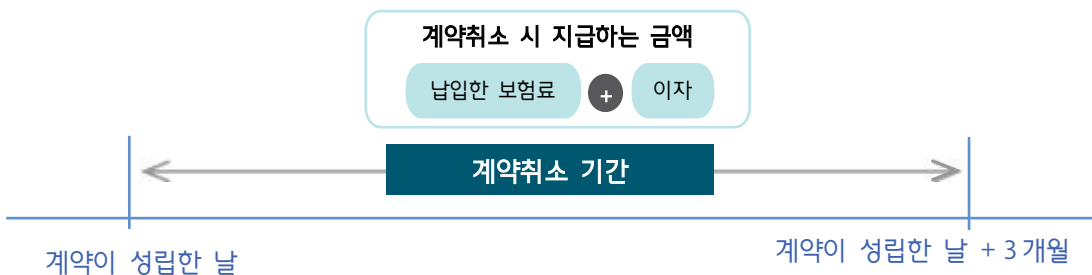 계약취소 시 지급하는 금액
납입한 보험료 + 이자
계약취소 기간
계약이 성립한 날
계약이 성립한 날 + 3개월